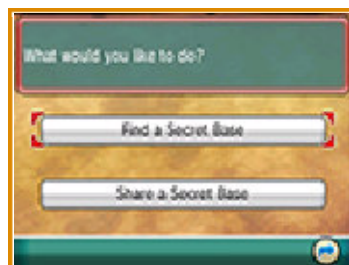 What would you like to do?
Find a Secret Base
Share a Secret Base